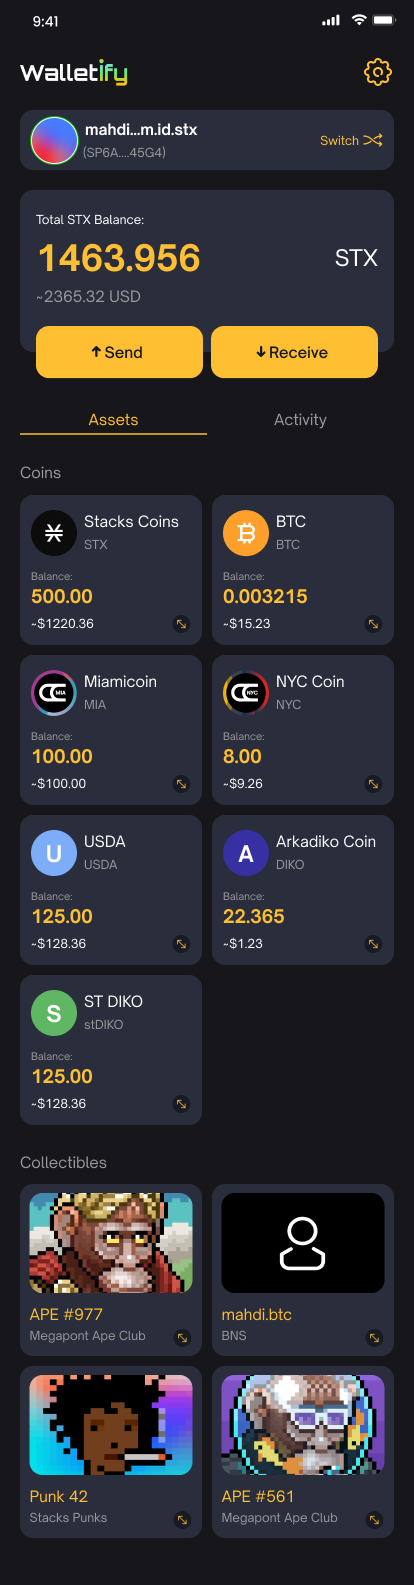 9:41
Walletify
mahdi...m.id.stx
(SP6A....45G4)
Switch
Total STX Balance:
1463.956
STX
~2365.32 USD
Send
Receive
Assets
Activity
Coins
Stacks Coins
STX
Balance:
500.00
~$1220.36
BTC
BTC
Balance:
0.003215
~$15.23
Miamicoin
MIA
MIA
Balance:
100.00
~$100.00
NYC Coin
NYC
NYC
Balance:
8.00
~$9.26
U
USDA
USDA
Balance:
125.00
~$128.36
A
Arkadiko Coin
DIKO
Balance:
22.365
~$1.23
S
ST DIKO
stDIKO
Balance:
125.00
~$128.36
Collectibles
APE #977
Megapont Ape Club
mahdi.btc
BNS
Punk 42
Stacks Punks
APE #561
Megapont Ape Club